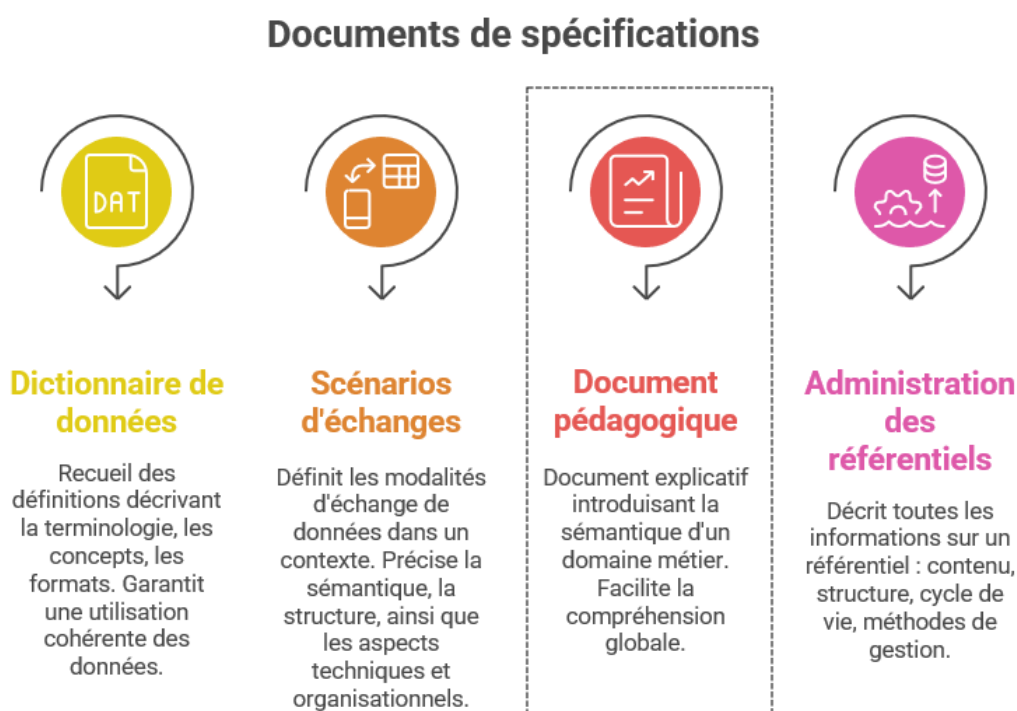 Documents de spécifications
DAT
Dictionnaire de
données
Recueil des
définitions décrivant
la terminologie, les
concepts, les
formats. Garantit
une utilisation
cohérente des
données.
Scénarios
d'échanges
Définit les modalités
d'échange de
données dans un
contexte. Précise la
sémantique, la
structure, ainsi que
les aspects
techniques et
organisationnels.
Document
pédagogique
Document explicatif
introduisant la
sémantique d'un
domaine métier.
Facilite la
compréhension
globale.
Administration
des
référentiels
Décrit toutes les
informations sur un
référentiel : contenu,
structure, cycle de
vie, méthodes de
gestion.